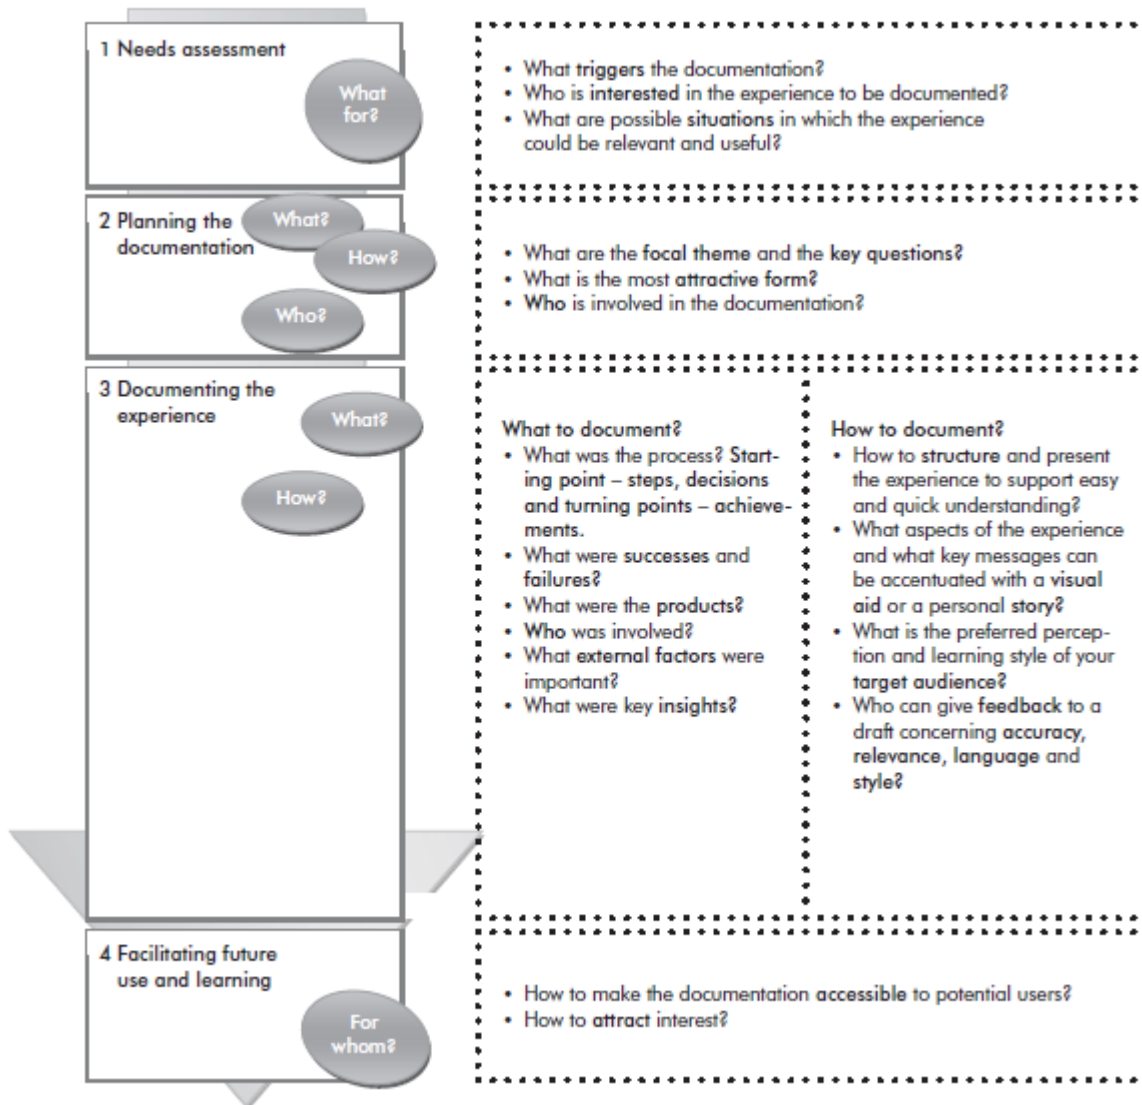 1 Needs assessment
What
for?
• What triggers the documentation?
• Who is interested in the experience to be documented?
• What are possible situations in which the experience
could be relevant and useful?
2 Planning the
documentation
What?
How?
Who?
• What are the focal theme and the key questions?
• What is the most attractive form?
• Who is involved in the documentation?
3 Documenting the
experience
What?
How?
What to document?
• What was the process? Start-
ing point – steps, decisions
and turning points – achieve-
ments.
• What were successes and
failures?
• What were the products?
• Who was involved?
• What external factors were
important?
• What were key insights?
How to document?
• How to structure and present
the experience to support easy
and quick understanding?
• What aspects of the experience
and what key messages can
be accentuated with a visual
aid or a personal story?
• What is the preferred percep-
tion and learning style of your
target audience?
• Who can give feedback to a
draft concerning accuracy,
relevance, language and
style?
4 Facilitating future
use and learning
For
whom?
• How to make the documentation accessible to potential users?
• How to attract interest?